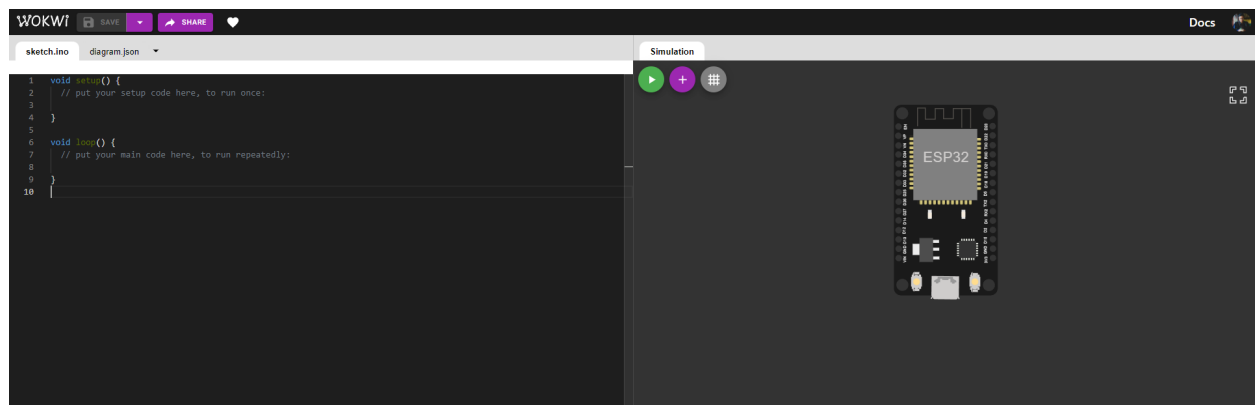 WOKWI SAVE SHARE Docs
sketch.ino diagram.json Simulation
1 void setup() {
2 // put your setup code here, to run once:
3
4 }
5
6 void loop() {
7 // put your main code here, to run repeatedly:
8
9 }
10
ESP32